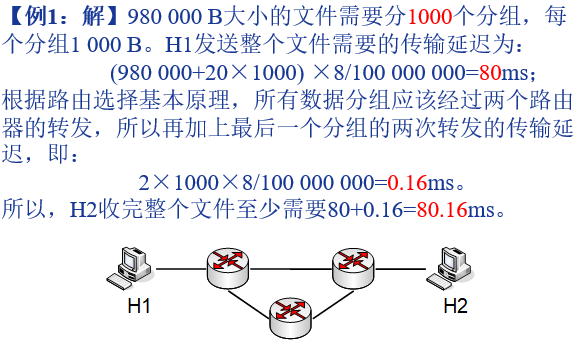 【例1：解】980 000 B大小的文件需要分1000个分组，每
个分组1 000 B。H1发送整个文件需要的传输延迟为：
(980 000+20×1000) ×8/100 000 000=80ms；
根据路由选择基本原理，所有数据分组应该经过两个路由
器的转发，所以再加上最后一个分组的两次转发的传输延
迟，即：
2×1000×8/100 000 000=0.16ms。
所以，H2收完整个文件至少需要80+0.16=80.16ms。
H1 H2